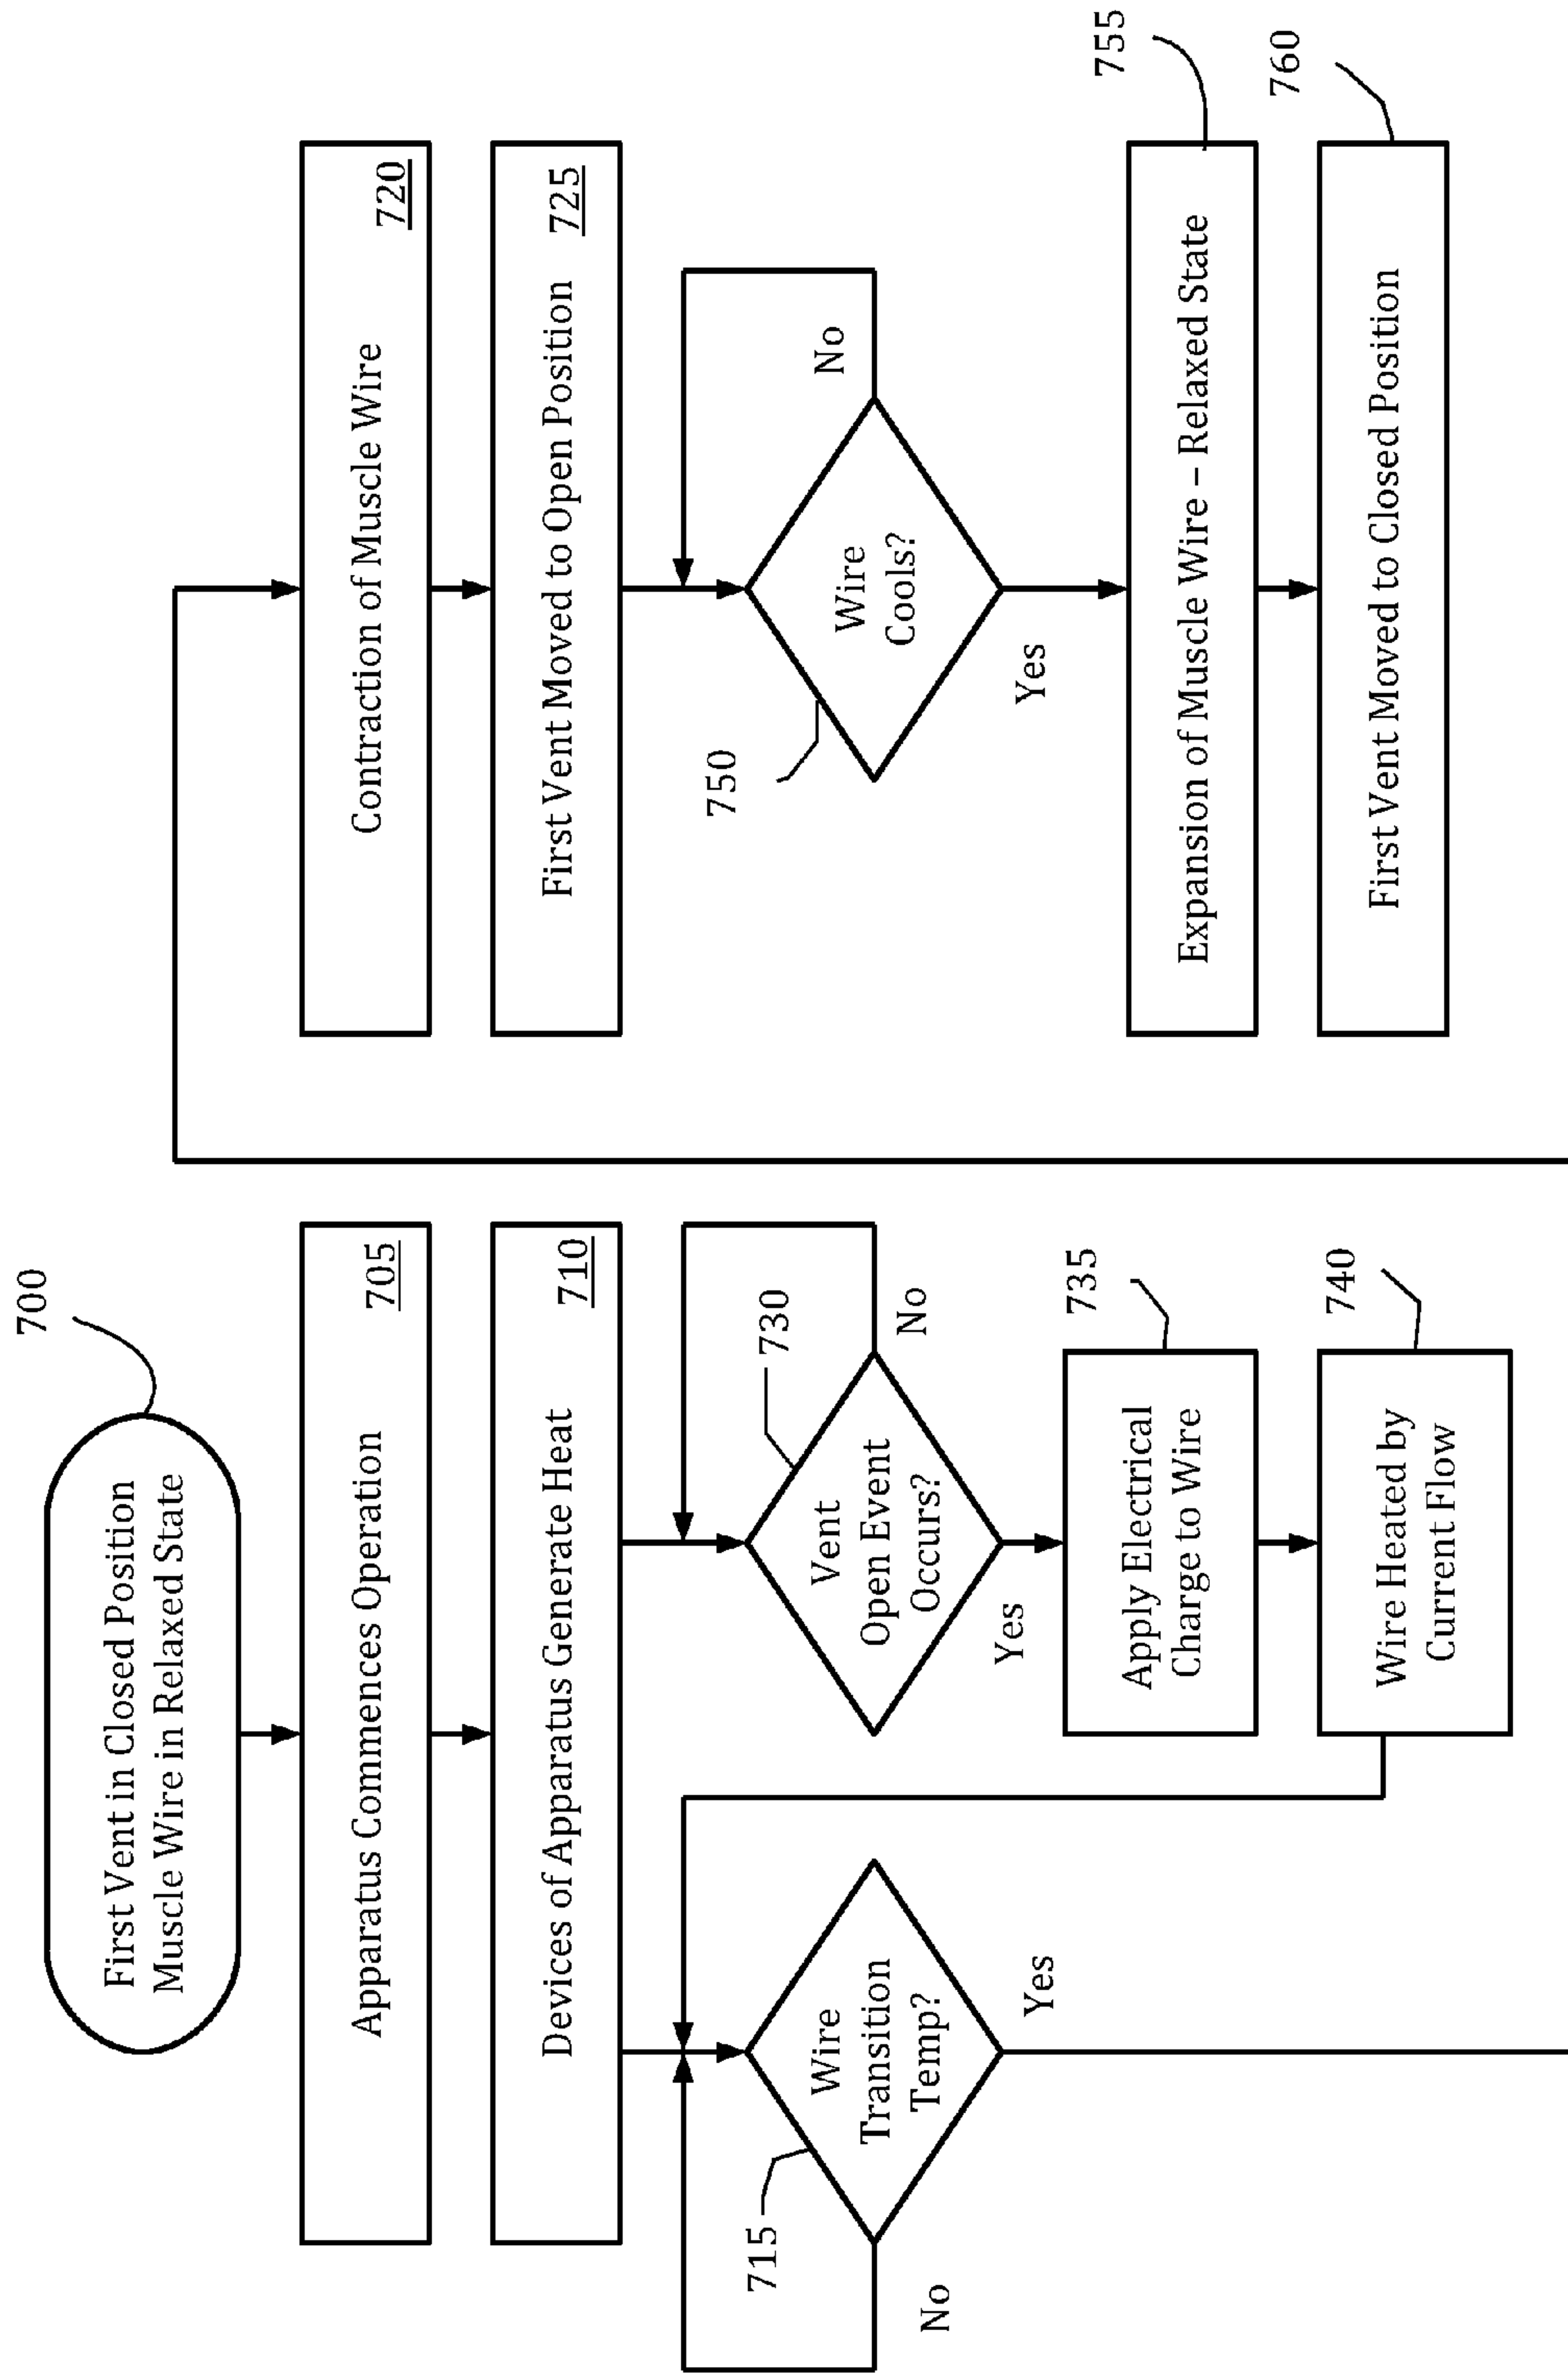 700
First Vent in Closed Position
Muscle Wire in Relaxed State
Apparatus Commences Operation
705
Devices of Apparatus Generate Heat
710
715
Wire
Transition
Temp?
No
Yes
730
Vent
Open Event
Occurs?
No
Yes
735
Apply Electrical
Charge to Wire
740
Wire Heated by
Current Flow
Contraction of Muscle Wire
720
First Vent Moved to Open Position
725
750
Wire
Cools?
No
Yes
755
Expansion of Muscle Wire – Relaxed State
760
First Vent Moved to Closed Position